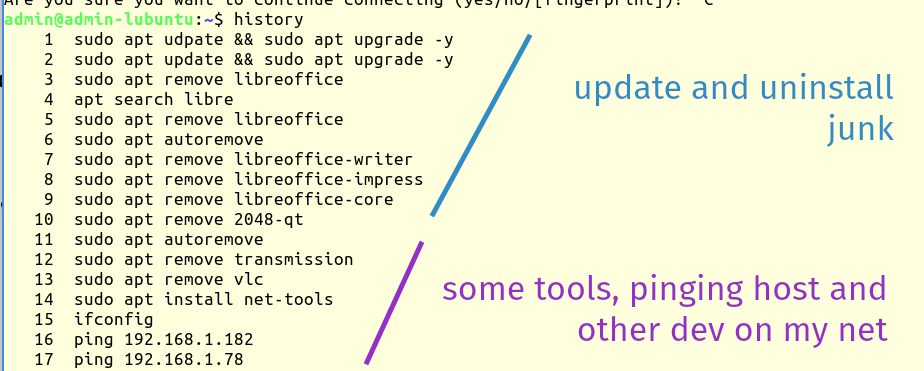 Are you sure you want to continue connecting (yes/no/[fingerprint])? ^C
admin@admin-lubuntu:~$ history
1 sudo apt udpate && sudo apt upgrade -y
2 sudo apt update && sudo apt upgrade -y
3 sudo apt remove libreoffice
4 apt search libre
5 sudo apt remove libreoffice
6 sudo apt autoremove
7 sudo apt remove libreoffice-writer
8 sudo apt remove libreoffice-impress
9 sudo apt remove libreoffice-core
10 sudo apt remove 2048-qt
11 sudo apt autoremove
12 sudo apt remove transmission
13 sudo apt remove vlc
14 sudo apt install net-tools
15 ifconfig
16 ping 192.168.1.182
17 ping 192.168.1.78
update and uninstall
junk
some tools, pinging host and
other dev on my net